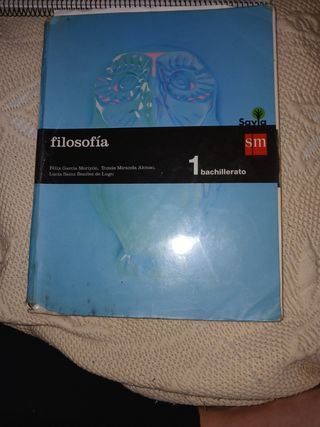 Savia
filosofía
sm
Félix García Moriyón, Tomás Miranda Alonso,
Lucía Sainz Benítez de Lugo
1 bachillerato